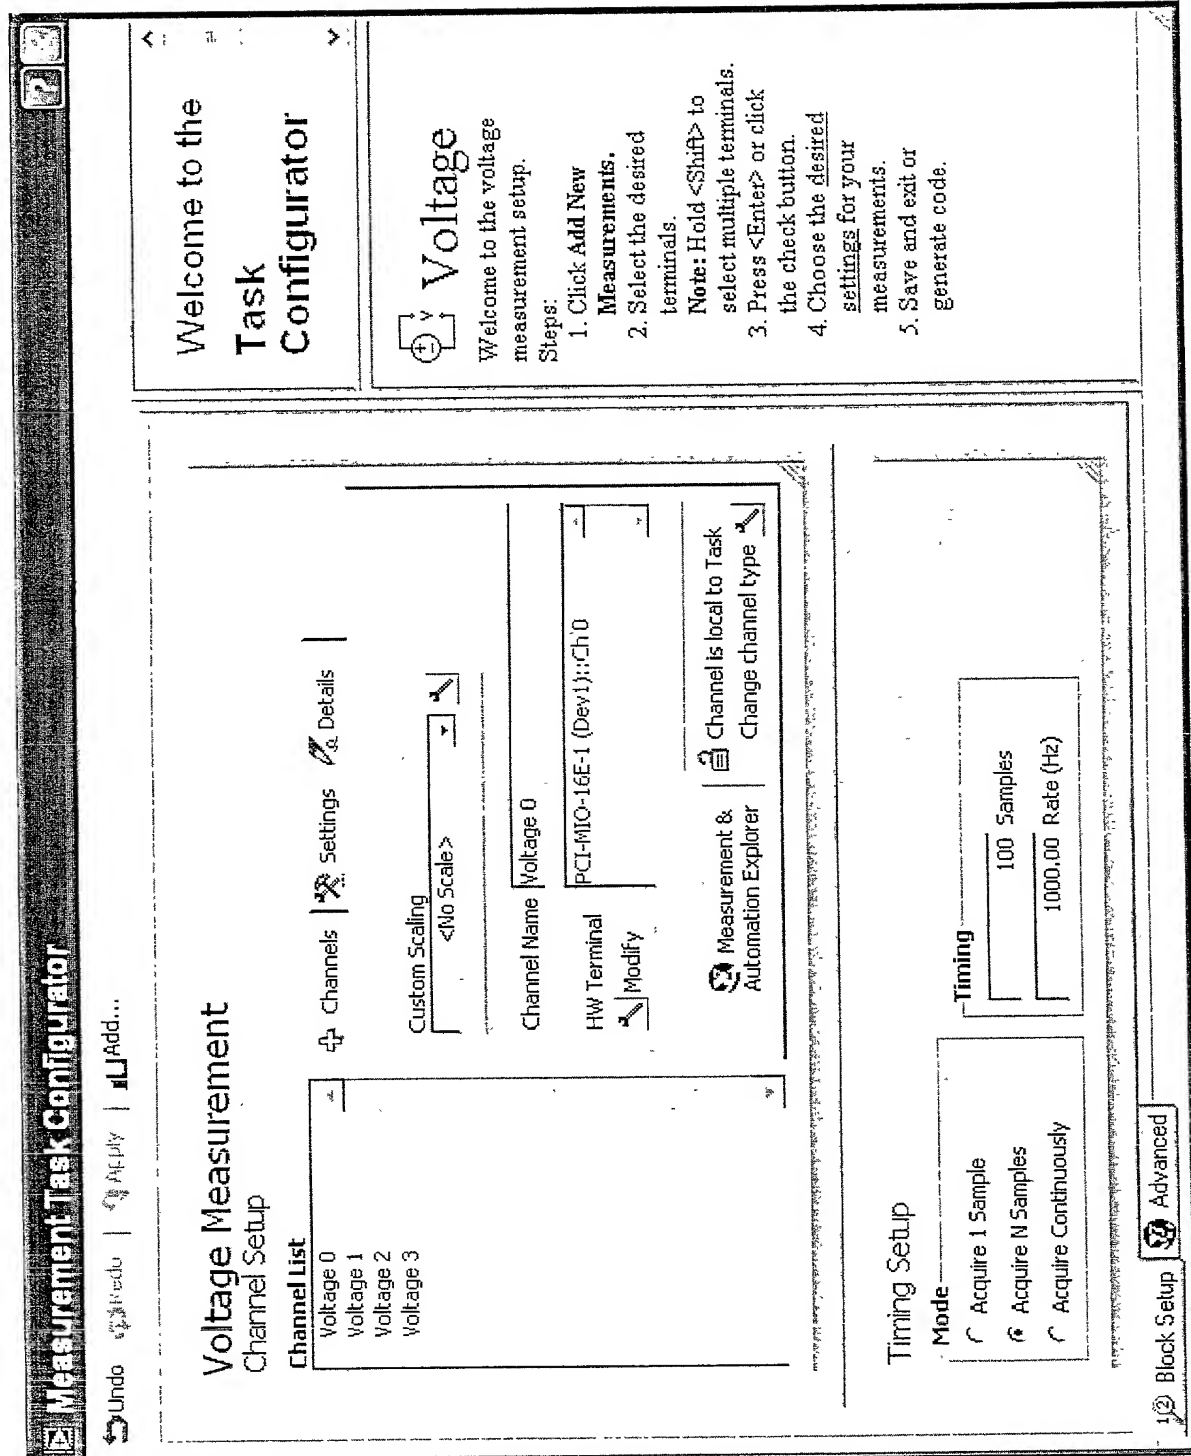 Measurement Task Configurator
Undo Redo Apply Add...
Voltage Measurement
Channel Setup
Channel List
Voltage 0
Voltage 1
Voltage 2
Voltage 3
Channels Settings Details
Custom Scaling
<No Scale>
Channel Name Voltage 0
HW Terminal
PCI-MIO-16E-1 (Dev1)::Ch'0
Modify
Measurement &
Automation Explorer
Channel is local to Task
Change channel type
Timing Setup
Mode
Acquire 1 Sample
Acquire N Samples
Acquire Continuously
Timing
100 Samples
1000.00 Rate (Hz)
Block Setup Advanced
Welcome to the
Task
Configurator
Voltage
Welcome to the voltage
measurement setup.
Steps:
1. Click Add New
Measurements.
2. Select the desired
terminals.
Note: Hold <Shift> to
select multiple terminals.
3. Press <Enter> or click
the check button.
4. Choose the desired
settings for your
measurements.
5. Save and exit or
generate code.